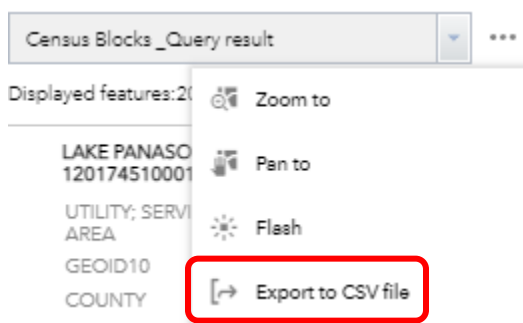 Census Blocks _Query result
Displayed features:20
Zoom to
LAKE PANASO
120174510001
Pan to
UTILITY; SERVI
AREA
Flash
GEOID10
COUNTY
Export to CSV file